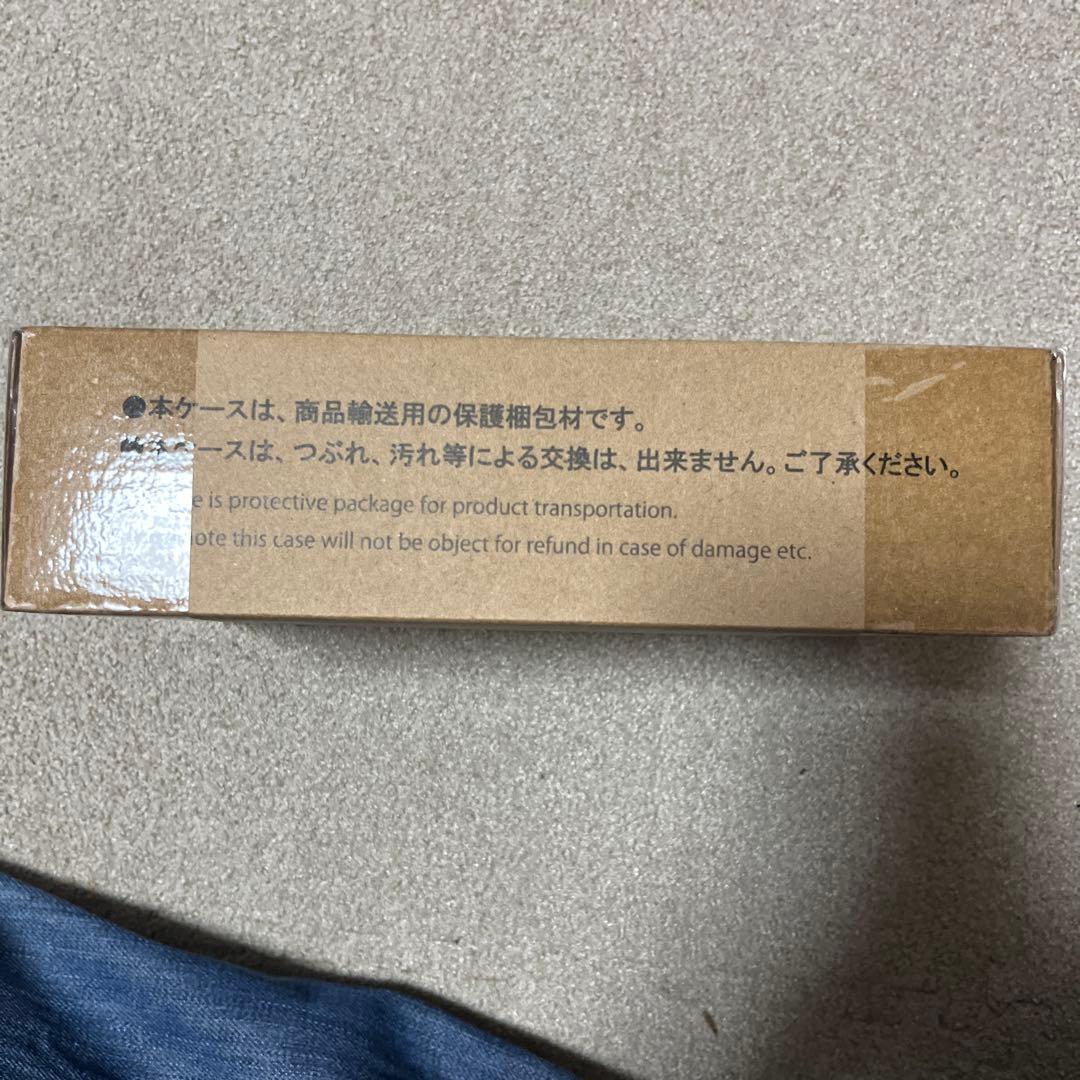 ●本ケースは、商品輸送用の保護梱包材です。
本ケースは、つぶれ、汚れ等による交換は、出来ません。ご了承ください。
is protective package for product transportation.
this case will not be object for refund in case of damage etc.